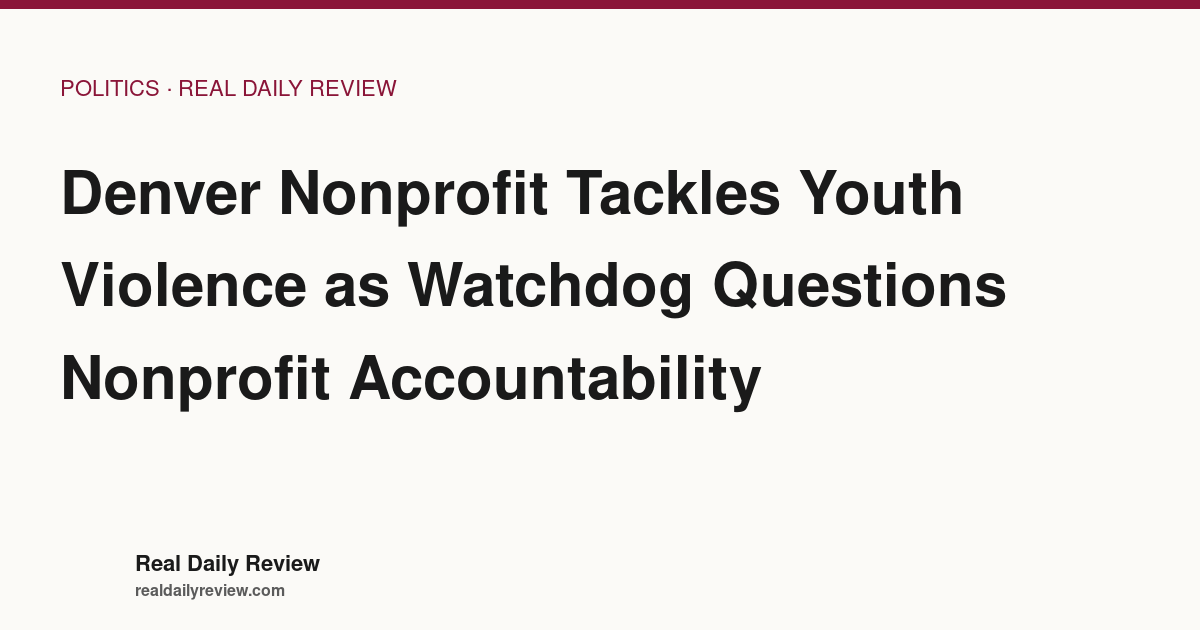 POLITICS · REAL DAILY REVIEW
Denver Nonprofit Tackles Youth
Violence as Watchdog Questions
Nonprofit Accountability
Real Daily Review
realdailyreview.com